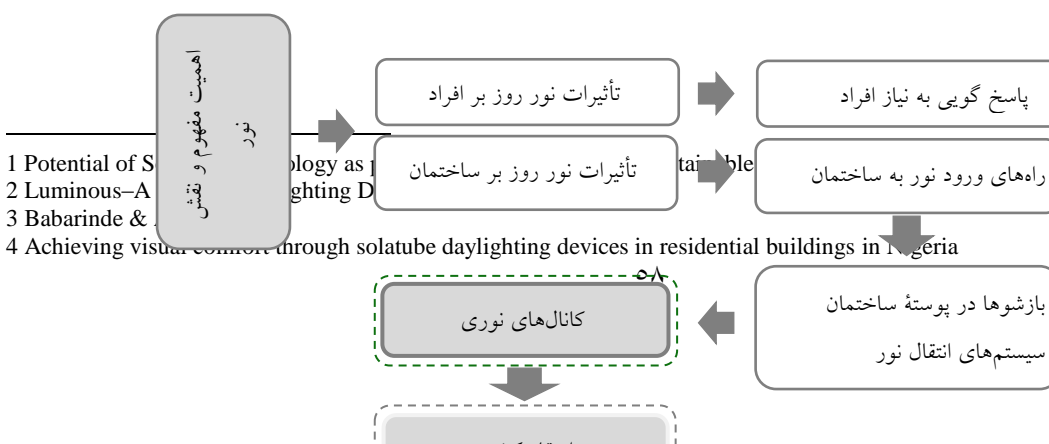 اهمیت مفهوم و نقش
نور
تأثیرات نور روز بر افراد
پاسخ گویی به نیاز افراد
تأثیرات نور روز بر ساختمان
راه‌های ورود نور به ساختمان
1 Potential of S ology as tainable
2 Luminous–A ghting D
3 Babarinde &
4 Achieving visual comfort through solatube daylighting devices in residential buildings in Nigeria
۵۸
بازشوها در پوستهٔ ساختمان
سیستم‌های انتقال نور
کانال‌های نوری